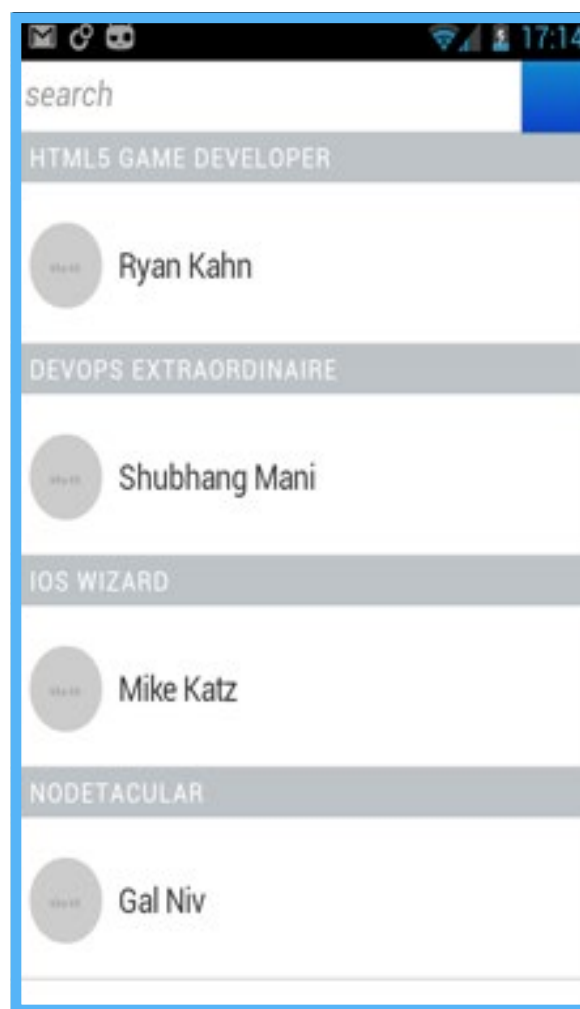 17:14
search
HTML5 GAME DEVELOPER
Ryan Kahn
DEVOPS EXTRAORDINAIRE
Shubhang Mani
IOS WIZARD
Mike Katz
NODETACULAR
Gal Niv